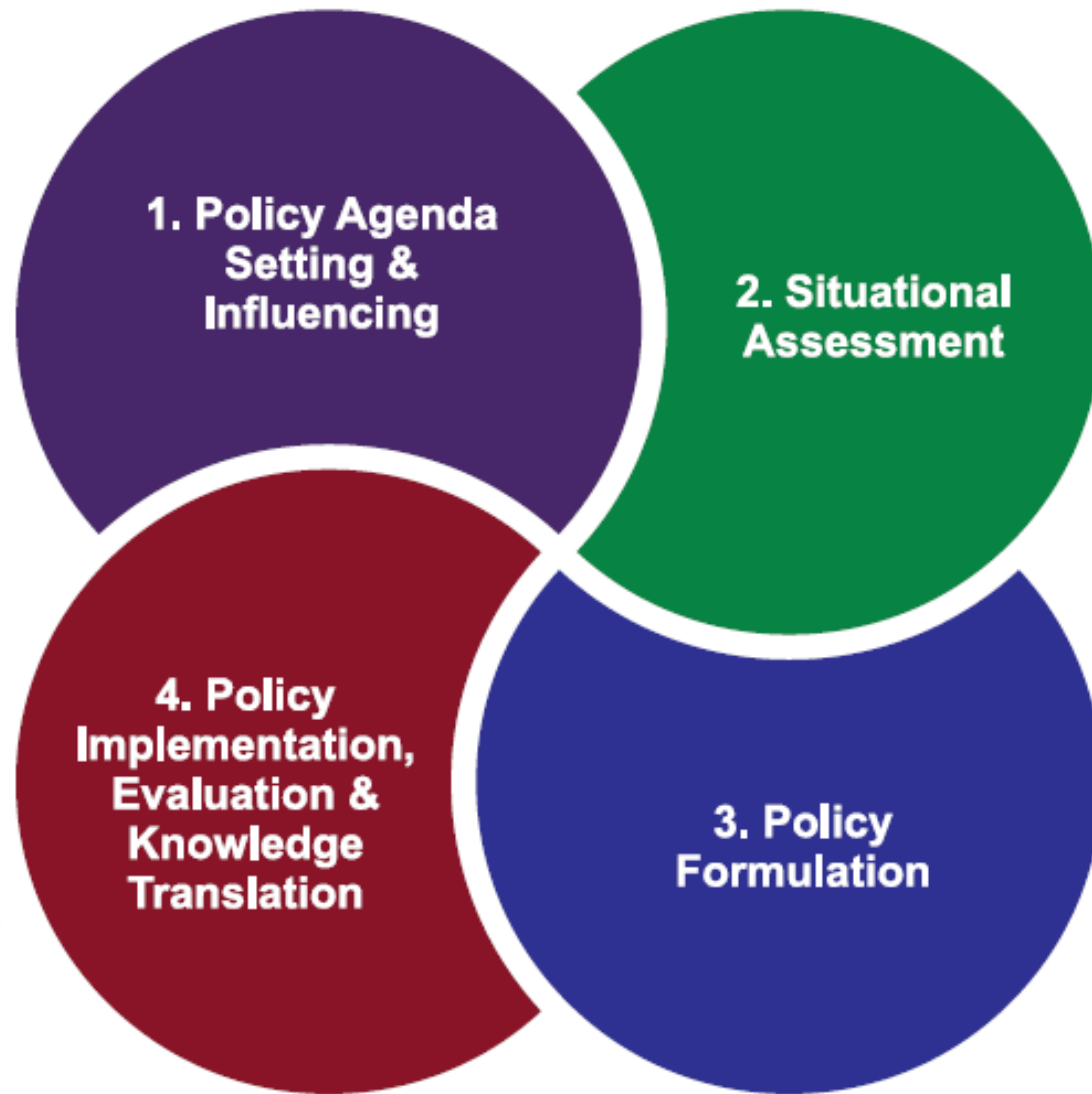 1. Policy Agenda
Setting &
Influencing
2. Situational
Assessment
3. Policy
Formulation
4. Policy
Implementation,
Evaluation &
Knowledge
Translation